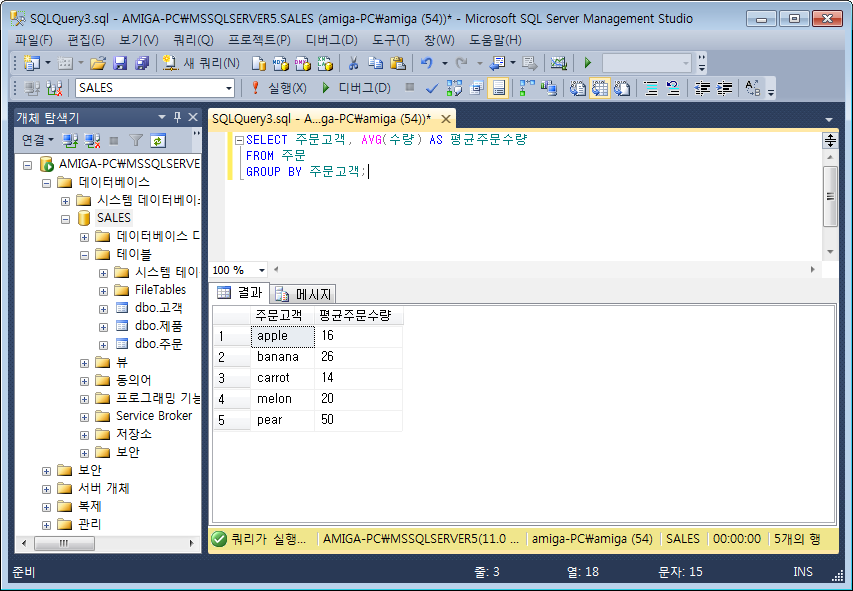 SQLQuery3.sql - AMIGA-PC\MSSQLSERVER5.SALES (amiga-PC\amiga (54))* - Microsoft SQL Server Management Studio
파일(F) 편집(E) 보기(V) 쿼리(Q) 프로젝트(P) 디버그(D) 도구(T) 창(W) 도움말(H)
새 쿼리(N)
SALES 실행(X) 디버그(D)
개체 탐색기
연결
AMIGA-PC\MSSQLSERVE
데이터베이스
시스템 데이터베이
SALES
데이터베이스
테이블
시스템 테이
FileTables
dbo.고객
dbo.제품
dbo.주문
뷰
동의어
프로그래밍 기능
Service Broker
저장소
보안
보안
서버 개체
복제
관리
SQLQuery3.sql - A...ga-PC\amiga (54))*
SELECT 주문고객, AVG(수량) AS 평균주문수량
FROM 주문
GROUP BY 주문고객;
100 %
결과 메시지
주문고객 평균주문수량
1 apple 16
2 banana 26
3 carrot 14
4 melon 20
5 pear 50
쿼리가 실행... AMIGA-PC\MSSQLSERVER5(11.0 ... amiga-PC\amiga (54) SALES 00:00:00 5개의 행
준비 줄: 3 열: 18 문자: 15 INS